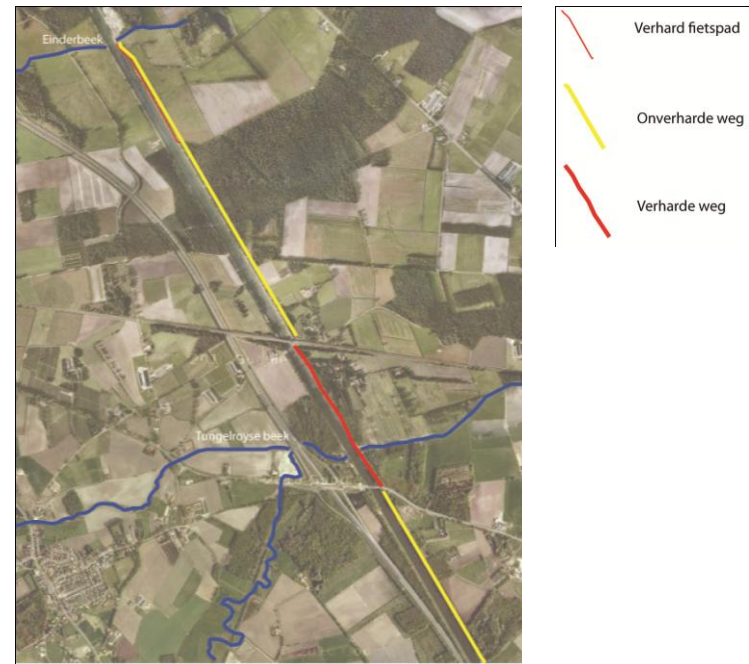 Einderbeek
Tungelroyse beek
Verhard fietspad
Onverharde weg
Verharde weg